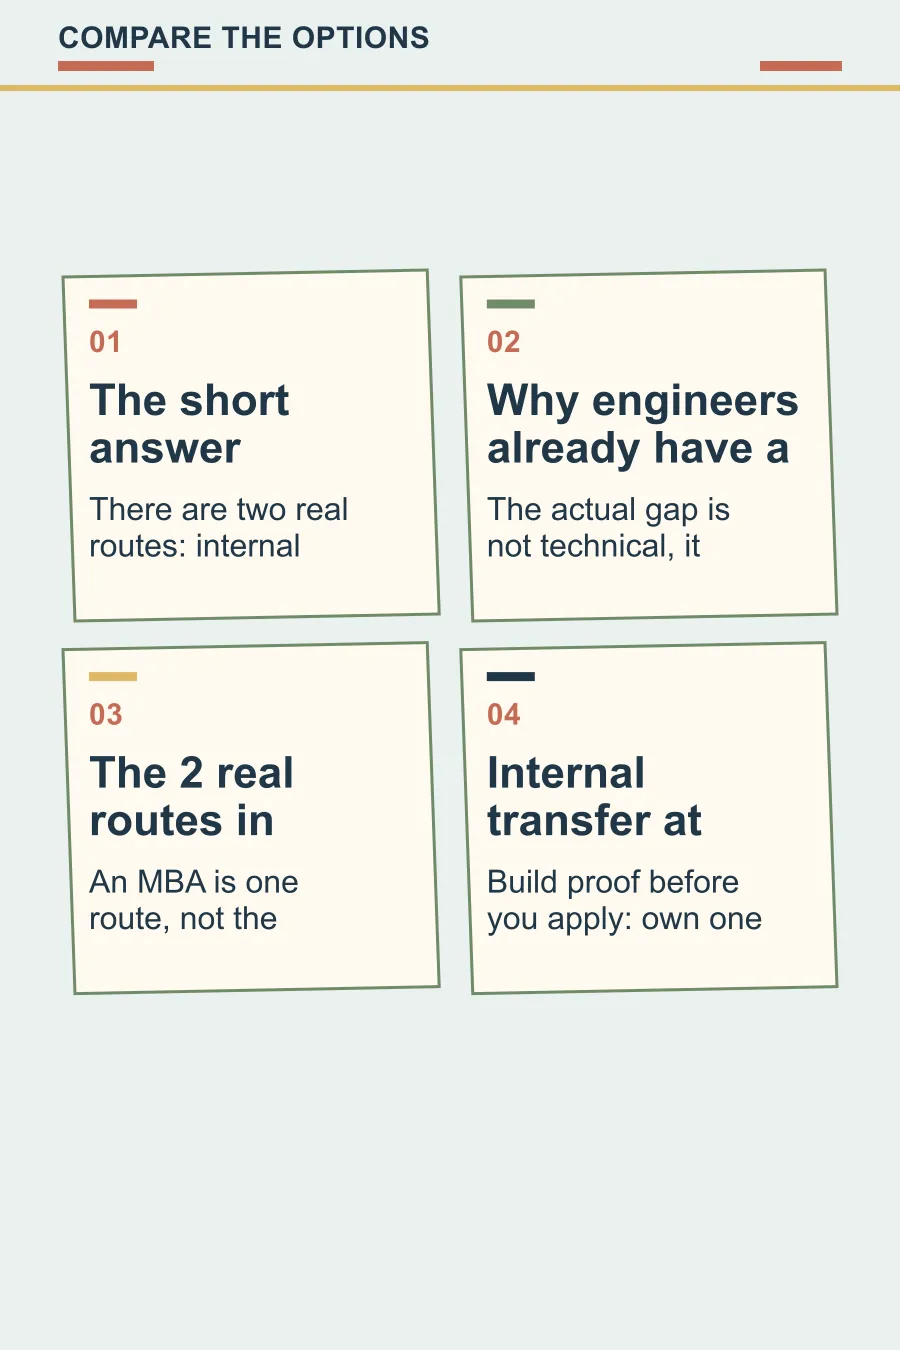 COMPARE THE OPTIONS
01
The short
answer
There are two real
routes: internal
02
Why engineers
already have a
The actual gap is
not technical, it
03
The 2 real
routes in
An MBA is one
route, not the
04
Internal
transfer at
Build proof before
you apply: own one